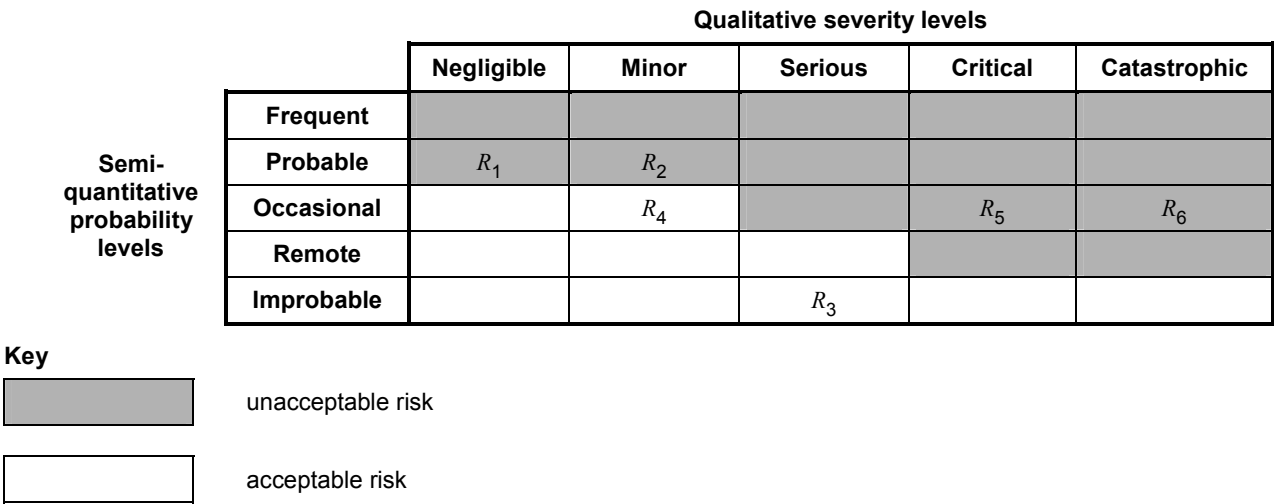 Qualitative severity levels
Negligible Minor Serious Critical Catastrophic
Semi-
quantitative
probability
levels
Frequent
Probable R1 R2
Occasional R4 R5 R6
Remote
Improbable R3
Key
unacceptable risk
acceptable risk